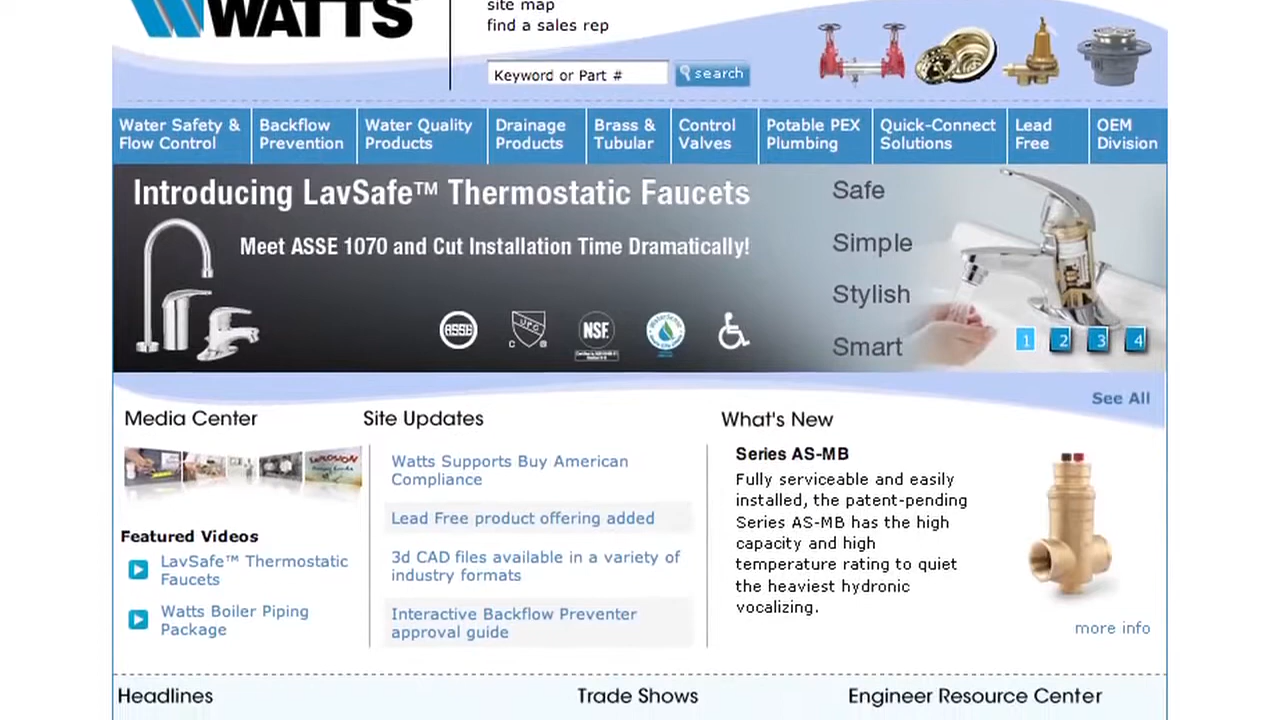 WATTS
site map
find a sales rep
Keyword or Part #
search
Water Safety &
Flow Control
Backflow
Prevention
Water Quality
Products
Drainage
Products
Brass &
Tubular
Control
Valves
Potable PEX
Plumbing
Quick-Connect
Solutions
Lead
Free
OEM
Division
Introducing LavSafe™ Thermostatic Faucets
Meet ASSE 1070 and Cut Installation Time Dramatically!
Safe
Simple
Stylish
Smart
ASSE
UPC
C ®
NSF
1 2 3 4
See All
Media Center
EXPLOSION
Featured Videos
LavSafe™ Thermostatic
Faucets
Watts Boiler Piping
Package
Site Updates
Watts Supports Buy American
Compliance
Lead Free product offering added
3d CAD files available in a variety of
industry formats
Interactive Backflow Preventer
approval guide
What's New
Series AS-MB
Fully serviceable and easily
installed, the patent-pending
Series AS-MB has the high
capacity and high
temperature rating to quiet
the heaviest hydronic
vocalizing.
more info
Headlines
Trade Shows
Engineer Resource Center